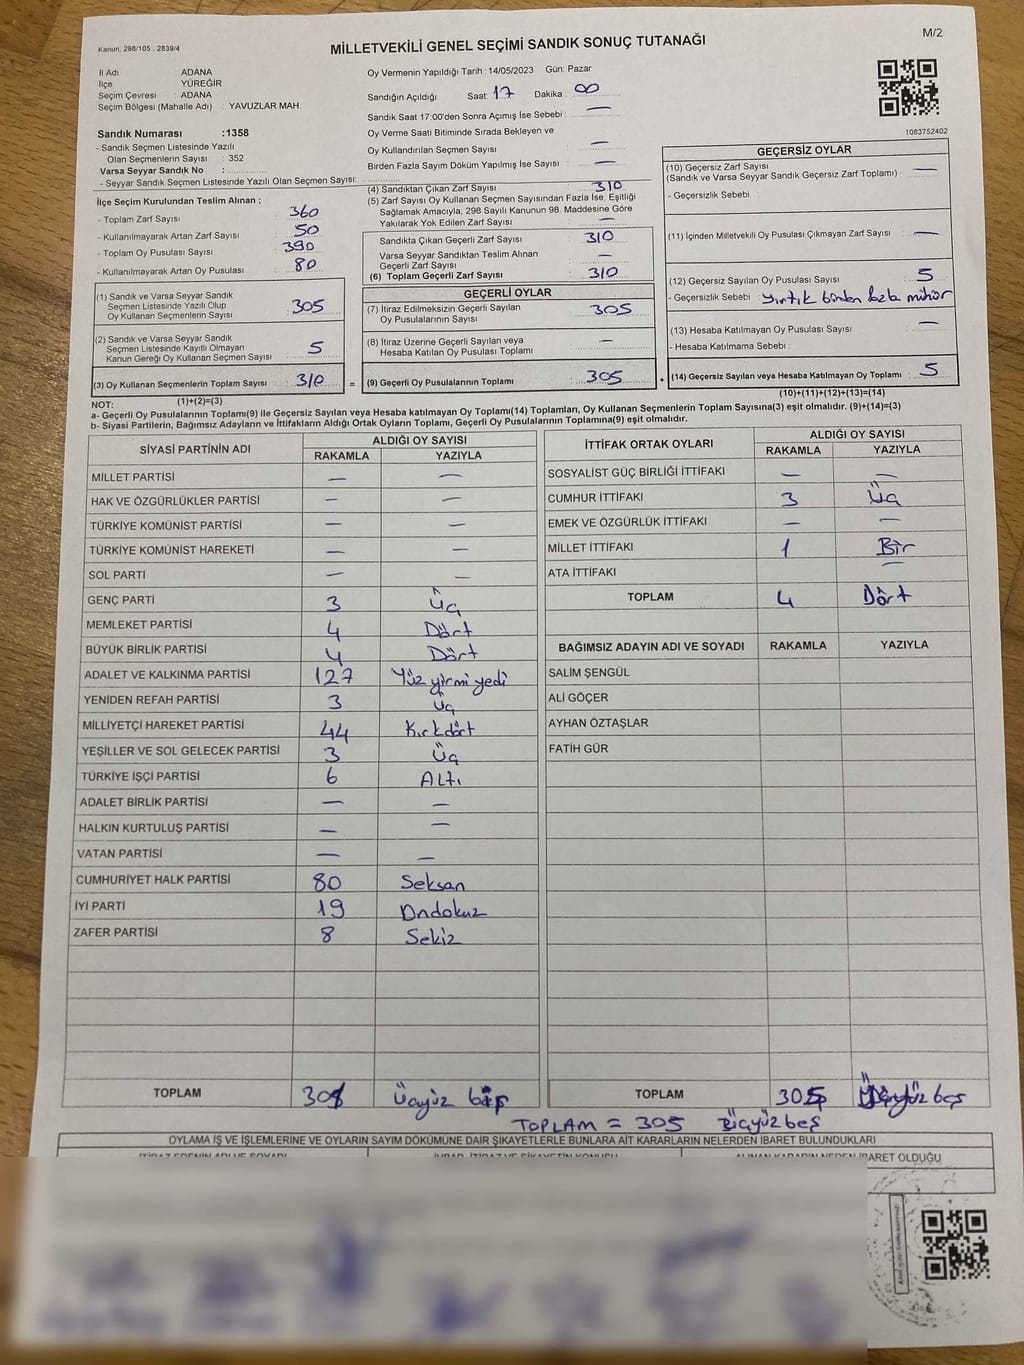 Kanun, 298/105 , 2839/4
MİLLETVEKİLİ GENEL SEÇİMİ SANDIK SONUÇ TUTANAĞI
M/2
İl Adı ADANA
İlçe YÜREĞİR
Seçim Çevresi : ADANA
Seçim Bölgesi (Mahalle Adı) : YAVUZLAR MAH.
Sandık Numarası :1358
- Sandık Seçmen Listesinde Yazılı
Olan Seçmenlerin Sayısı : 352
Varsa Seyyar Sandık No :
- Seyyar Sandık Seçmen Listesinde Yazılı Olan Seçmen Sayısı:
Oy Vermenin Yapıldığı Tarih :14/05/2023 Gün: Pazar
Sandığın Açıldığı Saat: 17 Dakika : 00
Sandık Saat 17:00'den Sonra Açımış İse Sebebi : —
Oy Verme Saati Bitiminde Sırada Bekleyen ve
Oy Kullandırılan Seçmen Sayısı : —
Birden Fazla Sayım Döküm Yapılmış İse Sayısı : —
1083752402
İlçe Seçim Kurulundan Teslim Alınan ;
- Toplam Zarf Sayısı : 360
- Kullanılmayarak Artan Zarf Sayısı : 50
- Toplam Oy Pusulası Sayısı : 390
- Kullanılmayarak Artan Oy Pusulası : 80
(4) Sandıktan Çıkan Zarf Sayısı : 310
(5) Zarf Sayısı Oy Kullanan Seçmen Sayısından Fazla İse, Eşitliği
Sağlamak Amacıyla, 298 Sayılı Kanunun 98. Maddesine Göre
Yakılarak Yok Edilen Zarf Sayısı : —
Sandıkta Çıkan Geçerli Zarf Sayısı : 310
Varsa Seyyar Sandıktan Teslim Alınan
Geçerli Zarf Sayısı : —
(6) Toplam Geçerli Zarf Sayısı : 310
GEÇERSİZ OYLAR
(10) Geçersiz Zarf Sayısı
(Sandık ve Varsa Seyyar Sandık Geçersiz Zarf Toplamı) : —
- Geçersizlik Sebebi :
(11) İçinden Milletvekili Oy Pusulası Çıkmayan Zarf Sayısı : —
(12) Geçersiz Sayılan Oy Pusulası Sayısı : 5
- Geçersizlik Sebebi : yırtık birden fazla mühür
(13) Hesaba Katılmayan Oy Pusulası Sayısı : —
- Hesaba Katılmama Sebebi :
(14) Geçersiz Sayılan veya Hesaba Katılmayan Oy Toplamı : 5
(10)+(11)+(12)+(13)=(14)
(1) Sandık ve Varsa Seyyar Sandık
Seçmen Listesinde Yazılı Olup
Oy Kullanan Seçmenlerin Sayısı : 305
(2) Sandık ve Varsa Seyyar Sandık
Seçmen Listesinde Kayıtlı Olmayan
Kanun Gereği Oy Kullanan Seçmen Sayısı : 5
(3) Oy Kullanan Seçmenlerin Toplam Sayısı : 310 =
(1)+(2)=(3)
GEÇERLİ OYLAR
(7) İtiraz Edilmeksizin Geçerli Sayılan
Oy Pusulalarının Sayısı : 305
(8) İtiraz Üzerine Geçerli Sayılan veya
Hesaba Katılan Oy Pusulası Toplamı : —
(9) Geçerli Oy Pusulalarının Toplamı : 305 +
NOT:
a- Geçerli Oy Pusulalarının Toplamı(9) ile Geçersiz Sayılan veya Hesaba katılmayan Oy Toplamı(14) Toplamları, Oy Kullanan Seçmenlerin Toplam Sayısına(3) eşit olmalıdır. (9)+(14)=(3)
b- Siyasi Partilerin, Bağımsız Adayların ve İttifakların Aldığı Ortak Oyların Toplamı, Geçerli Oy Pusulalarının Toplamına(9) eşit olmalıdır.
SİYASİ PARTİNİN ADI ALDIĞI OY SAYISI
RAKAMLA YAZIYLA
MİLLET PARTİSİ — —
HAK VE ÖZGÜRLÜKLER PARTİSİ — —
TÜRKİYE KOMÜNİST PARTİSİ — —
TÜRKİYE KOMÜNİST HAREKETİ — —
SOL PARTİ — —
GENÇ PARTİ 3 Üç
MEMLEKET PARTİSİ 4 Dört
BÜYÜK BİRLİK PARTİSİ 4 Dört
ADALET VE KALKINMA PARTİSİ 127 Yüz yirmi yedi
YENİDEN REFAH PARTİSİ 3 Üç
MİLLİYETÇİ HAREKET PARTİSİ 44 Kırkdört
YEŞİLLER VE SOL GELECEK PARTİSİ 3 Üç
TÜRKİYE İŞÇİ PARTİSİ 6 Altı
ADALET BİRLİK PARTİSİ — —
HALKIN KURTULUŞ PARTİSİ — —
VATAN PARTİSİ — —
CUMHURİYET HALK PARTİSİ 80 Seksan
İYİ PARTİ 19 Ondokuz
ZAFER PARTİSİ 8 Sekiz
TOPLAM Üçyüz
İTTİFAK ORTAK OYLARI ALDIĞI OY SAYISI
RAKAMLA YAZIYLA
SOSYALİST GÜÇ BİRLİĞİ İTTİFAKI — —
CUMHUR İTTİFAKI 3 Üç
EMEK VE ÖZGÜRLÜK İTTİFAKI — —
MİLLET İTTİFAKI 1 Bir
ATA İTTİFAKI —
TOPLAM 4 Dört
BAĞIMSIZ ADAYIN ADI VE SOYADI RAKAMLA YAZIYLA
SALİM ŞENGÜL
ALİ GÖÇER
AYHAN ÖZTAŞLAR
FATİH GÜR
TOPLAM 305 Üçyüz beş
TOPLAM = 305 Üçyüz beş
OYLAMA İŞ VE İŞLEMLERİNE VE OYLARIN SAYIM DÖKÜMÜNE DAİR ŞİKAYETLERLE BUNLARA AİT KARARLARIN NELERDEN İBARET BULUNDUKLARI
ALINAN KARARIN NEDEN İBARET OLDUĞU